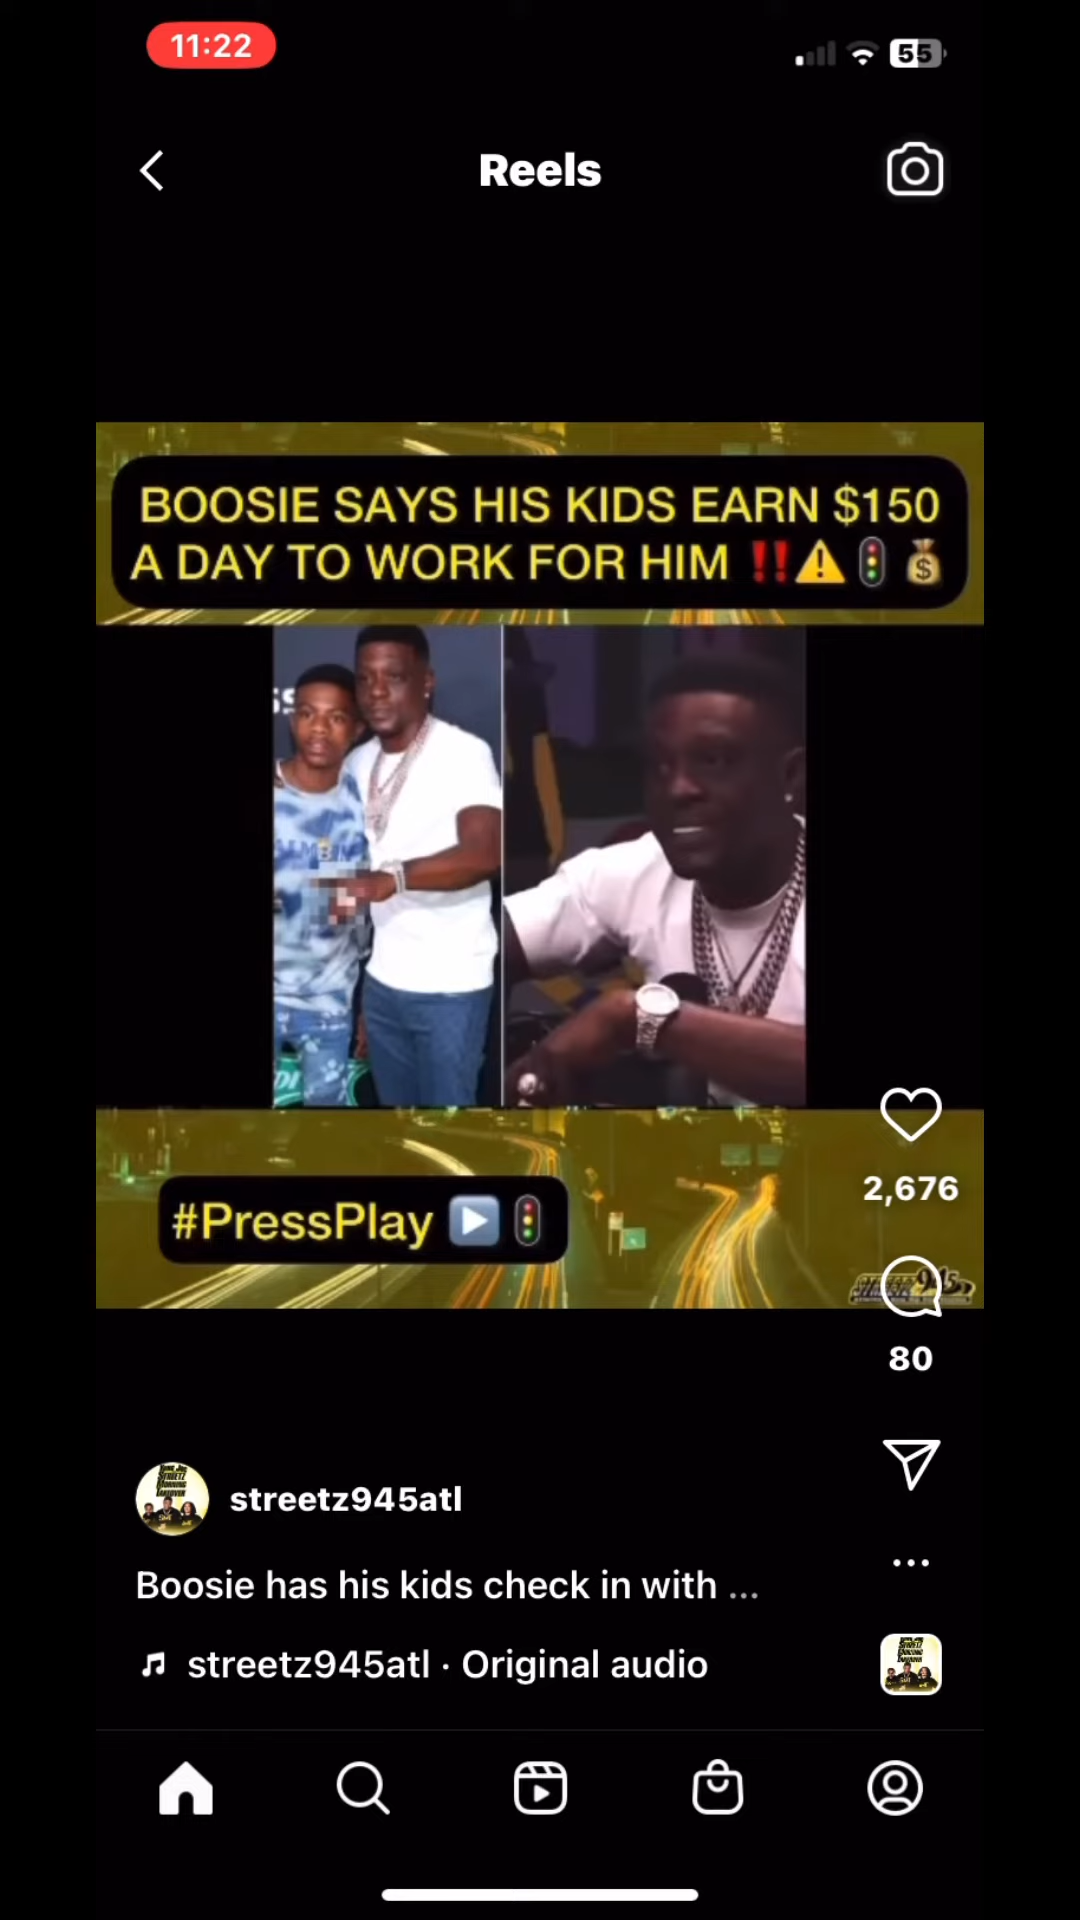 11:22
55
Reels
BOOSIE SAYS HIS KIDS EARN $150
A DAY TO WORK FOR HIM ‼️⚠️🚦💰
#PressPlay ▶️🚦
2,676
80
streetz945atl
Boosie has his kids check in with ...
streetz945atl · Original audio